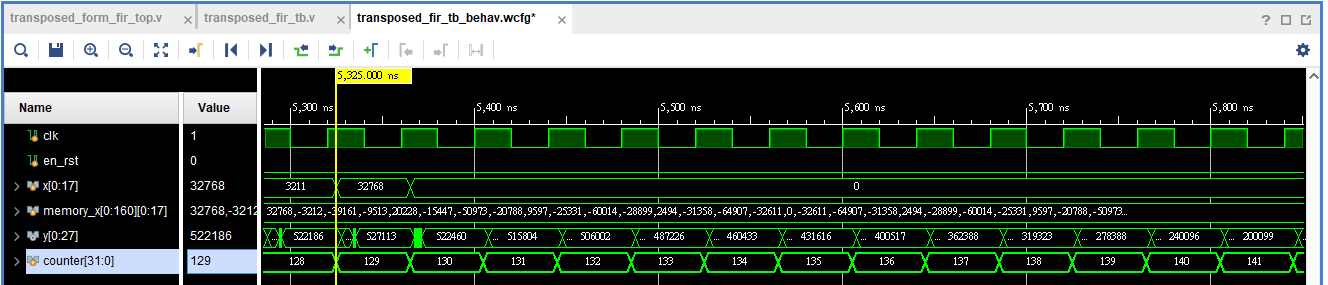 transposed_form_fir_top.v × transposed_fir_tb.v × transposed_fir_tb_behav.wcfg* ×
5,325.000 ns
Name Value
5,300 ns 5,400 ns 5,500 ns 5,600 ns 5,700 ns 5,800 ns
clk 1
en_rst 0
x[0:17] 32768 3211 32768 0
memory_x[0:160][0:17] 32768,-3212 32768,-3212,-39161,-9513,20228,-15447,-50973,-20788,9597,-25331,-60014,-28899,2494,-31358,-64907,-32611,0,-32611,-64907,-31358,2494,-28899,-60014,-25331,9597,-20788,-50973...
y[0:27] 522186 ... 522186 ... 527113 522460 ... 515804 ... 506002 ... 487226 ... 460433 ... 431616 ... 400517 ... 362388 ... 319323 ... 278388 ... 240096 ... 200099 ...
counter[31:0] 129 128 129 130 131 132 133 134 135 136 137 138 139 140 141